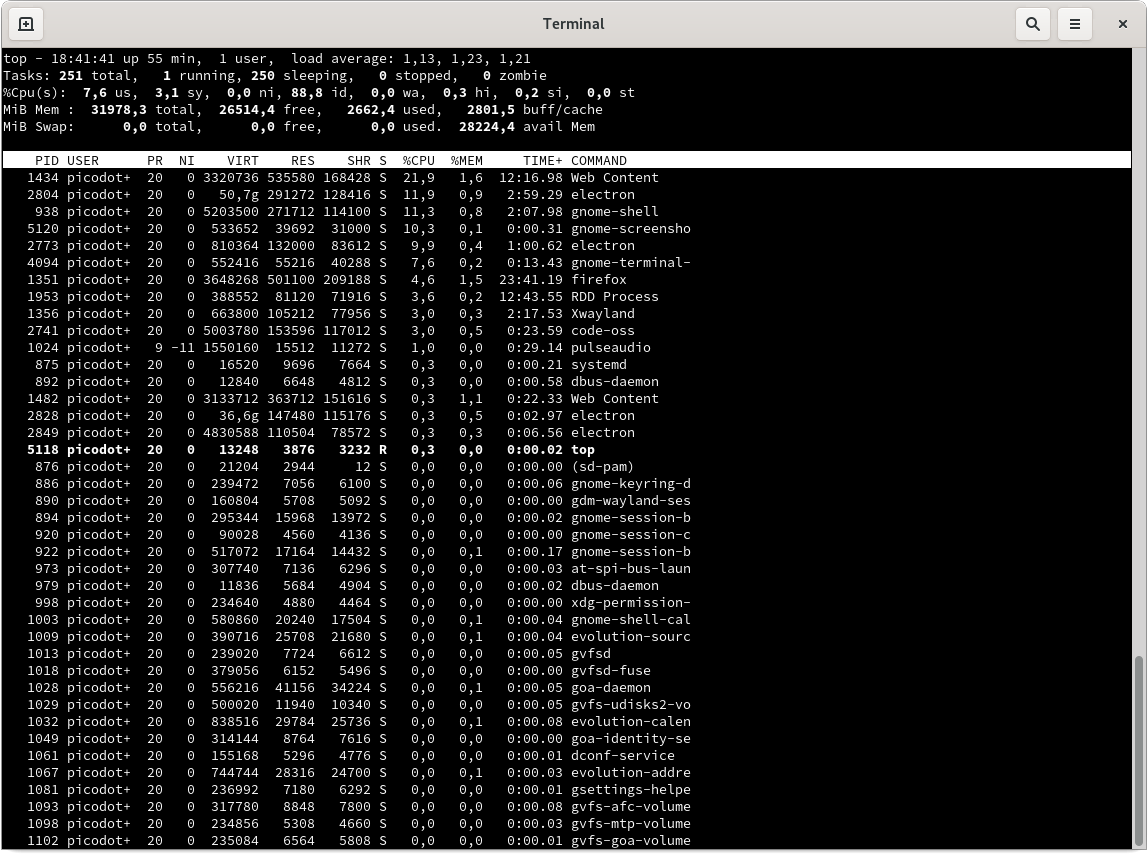 Terminal
top - 18:41:41 up 55 min,  1 user,  load average: 1,13, 1,23, 1,21
Tasks: 251 total,   1 running, 250 sleeping,   0 stopped,   0 zombie
%Cpu(s):  7,6 us,  3,1 sy,  0,0 ni, 88,8 id,  0,0 wa,  0,3 hi,  0,2 si,  0,0 st
MiB Mem :  31978,3 total,  26514,4 free,   2662,4 used,   2801,5 buff/cache
MiB Swap:      0,0 total,      0,0 free,      0,0 used.  28224,4 avail Mem
    PID USER      PR  NI    VIRT    RES    SHR S  %CPU  %MEM     TIME+ COMMAND
   1434 picodot+  20   0 3320736 535580 168428 S  21,9   1,6  12:16.98 Web Content
   2804 picodot+  20   0   50,7g 291272 128416 S  11,9   0,9   2:59.29 electron
    938 picodot+  20   0 5203500 271712 114100 S  11,3   0,8   2:07.98 gnome-shell
   5120 picodot+  20   0  533652  39692  31000 S  10,3   0,1   0:00.31 gnome-screensho
   2773 picodot+  20   0  810364 132000  83612 S   9,9   0,4   1:00.62 electron
   4094 picodot+  20   0  552416  55216  40288 S   7,6   0,2   0:13.43 gnome-terminal-
   1351 picodot+  20   0 3648268 501100 209188 S   4,6   1,5  23:41.19 firefox
   1953 picodot+  20   0  388552  81120  71916 S   3,6   0,2  12:43.55 RDD Process
   1356 picodot+  20   0  663800 105212  77956 S   3,0   0,3   2:17.53 Xwayland
   2741 picodot+  20   0 5003780 153596 117012 S   3,0   0,5   0:23.59 code-oss
   1024 picodot+   9 -11 1550160  15512  11272 S   1,0   0,0   0:29.14 pulseaudio
    875 picodot+  20   0   16520   9696   7664 S   0,3   0,0   0:00.21 systemd
    892 picodot+  20   0   12840   6648   4812 S   0,3   0,0   0:00.58 dbus-daemon
   1482 picodot+  20   0 3133712 363712 151616 S   0,3   1,1   0:22.33 Web Content
   2828 picodot+  20   0   36,6g 147480 115176 S   0,3   0,5   0:02.97 electron
   2849 picodot+  20   0 4830588 110504  78572 S   0,3   0,3   0:06.56 electron
   5118 picodot+  20   0   13248   3876   3232 R   0,3   0,0   0:00.02 top
    876 picodot+  20   0   21204   2944     12 S   0,0   0,0   0:00.00 (sd-pam)
    886 picodot+  20   0  239472   7056   6100 S   0,0   0,0   0:00.06 gnome-keyring-d
    890 picodot+  20   0  160804   5708   5092 S   0,0   0,0   0:00.00 gdm-wayland-ses
    894 picodot+  20   0  295344  15968  13972 S   0,0   0,0   0:00.02 gnome-session-b
    920 picodot+  20   0   90028   4560   4136 S   0,0   0,0   0:00.00 gnome-session-c
    922 picodot+  20   0  517072  17164  14432 S   0,0   0,1   0:00.17 gnome-session-b
    973 picodot+  20   0  307740   7136   6296 S   0,0   0,0   0:00.03 at-spi-bus-laun
    979 picodot+  20   0   11836   5684   4904 S   0,0   0,0   0:00.02 dbus-daemon
    998 picodot+  20   0  234640   4880   4464 S   0,0   0,0   0:00.00 xdg-permission-
   1003 picodot+  20   0  580860  20240  17504 S   0,0   0,1   0:00.04 gnome-shell-cal
   1009 picodot+  20   0  390716  25708  21680 S   0,0   0,1   0:00.04 evolution-sourc
   1013 picodot+  20   0  239020   7724   6612 S   0,0   0,0   0:00.05 gvfsd
   1018 picodot+  20   0  379056   6152   5496 S   0,0   0,0   0:00.00 gvfsd-fuse
   1028 picodot+  20   0  556216  41156  34224 S   0,0   0,1   0:00.05 goa-daemon
   1029 picodot+  20   0  500020  11940  10340 S   0,0   0,0   0:00.05 gvfs-udisks2-vo
   1032 picodot+  20   0  838516  29784  25736 S   0,0   0,1   0:00.08 evolution-calen
   1049 picodot+  20   0  314144   8764   7616 S   0,0   0,0   0:00.00 goa-identity-se
   1061 picodot+  20   0  155168   5296   4776 S   0,0   0,0   0:00.01 dconf-service
   1067 picodot+  20   0  744744  28316  24700 S   0,0   0,1   0:00.03 evolution-addre
   1081 picodot+  20   0  236992   7180   6292 S   0,0   0,0   0:00.01 gsettings-helpe
   1093 picodot+  20   0  317780   8848   7800 S   0,0   0,0   0:00.08 gvfs-afc-volume
   1098 picodot+  20   0  234856   5308   4660 S   0,0   0,0   0:00.03 gvfs-mtp-volume
   1102 picodot+  20   0  235084   6564   5808 S   0,0   0,0   0:00.01 gvfs-goa-volume